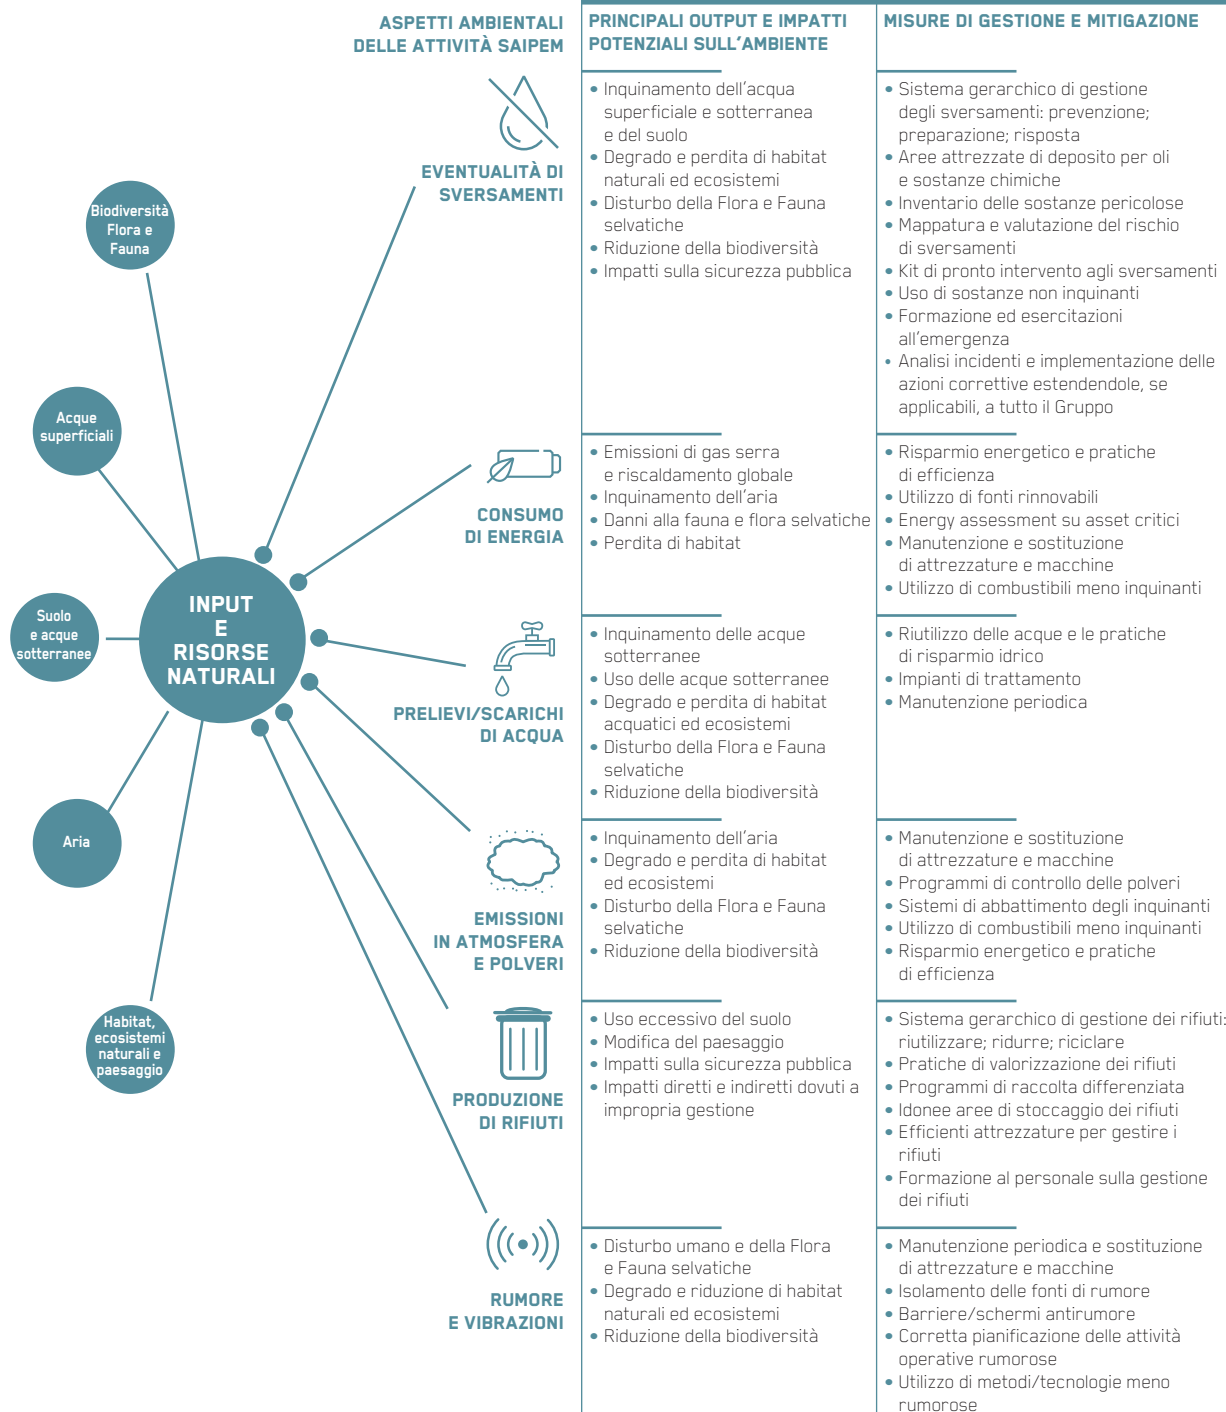 ASPETTI AMBIENTALI
DELLE ATTIVITÀ SAIPEM
PRINCIPALI OUTPUT E IMPATTI
POTENZIALI SULL'AMBIENTE
MISURE DI GESTIONE E MITIGAZIONE
Biodiversità
Flora e
Fauna
Acque
superficiali
Suolo
e acque
sotterranee
Aria
Habitat,
ecosistemi
naturali e
paesaggio
INPUT
E
RISORSE
NATURALI
EVENTUALITÀ DI
SVERSAMENTI
• Inquinamento dell'acqua
superficiale e sotterranea
e del suolo
• Degrado e perdita di habitat
naturali ed ecosistemi
• Disturbo della Flora e Fauna
selvatiche
• Riduzione della biodiversità
• Impatti sulla sicurezza pubblica
• Sistema gerarchico di gestione
degli sversamenti: prevenzione;
preparazione; risposta
• Aree attrezzate di deposito per oli
e sostanze chimiche
• Inventario delle sostanze pericolose
• Mappatura e valutazione del rischio
di sversamenti
• Kit di pronto intervento agli sversamenti
• Uso di sostanze non inquinanti
• Formazione ed esercitazioni
all'emergenza
• Analisi incidenti e implementazione delle
azioni correttive estendendole, se
applicabili, a tutto il Gruppo
CONSUMO
DI ENERGIA
• Emissioni di gas serra
e riscaldamento globale
• Inquinamento dell'aria
• Danni alla fauna e flora selvatiche
• Perdita di habitat
• Risparmio energetico e pratiche
di efficienza
• Utilizzo di fonti rinnovabili
• Energy assessment su asset critici
• Manutenzione e sostituzione
di attrezzature e macchine
• Utilizzo di combustibili meno inquinanti
PRELIEVI/SCARICHI
DI ACQUA
• Inquinamento delle acque
sotterranee
• Uso delle acque sotterranee
• Degrado e perdita di habitat
acquatici ed ecosistemi
• Disturbo della Flora e Fauna
selvatiche
• Riduzione della biodiversità
• Riutilizzo delle acque e le pratiche
di risparmio idrico
• Impianti di trattamento
• Manutenzione periodica
EMISSIONI
IN ATMOSFERA
E POLVERI
• Inquinamento dell'aria
• Degrado e perdita di habitat
ed ecosistemi
• Disturbo della Flora e Fauna
selvatiche
• Riduzione della biodiversità
• Manutenzione e sostituzione
di attrezzature e macchine
• Programmi di controllo delle polveri
• Sistemi di abbattimento degli inquinanti
• Utilizzo di combustibili meno inquinanti
• Risparmio energetico e pratiche
di efficienza
PRODUZIONE
DI RIFIUTI
• Uso eccessivo del suolo
• Modifica del paesaggio
• Impatti sulla sicurezza pubblica
• Impatti diretti e indiretti dovuti a
impropria gestione
• Sistema gerarchico di gestione dei rifiuti:
riutilizzare; ridurre; riciclare
• Pratiche di valorizzazione dei rifiuti
• Programmi di raccolta differenziata
• Idonee aree di stoccaggio dei rifiuti
• Efficienti attrezzature per gestire i
rifiuti
• Formazione al personale sulla gestione
dei rifiuti
RUMORE
E VIBRAZIONI
• Disturbo umano e della Flora
e Fauna selvatiche
• Degrado e riduzione di habitat
naturali ed ecosistemi
• Riduzione della biodiversità
• Manutenzione periodica e sostituzione
di attrezzature e macchine
• Isolamento delle fonti di rumore
• Barriere/schermi antirumore
• Corretta pianificazione delle attività
operative rumorose
• Utilizzo di metodi/tecnologie meno
rumorose